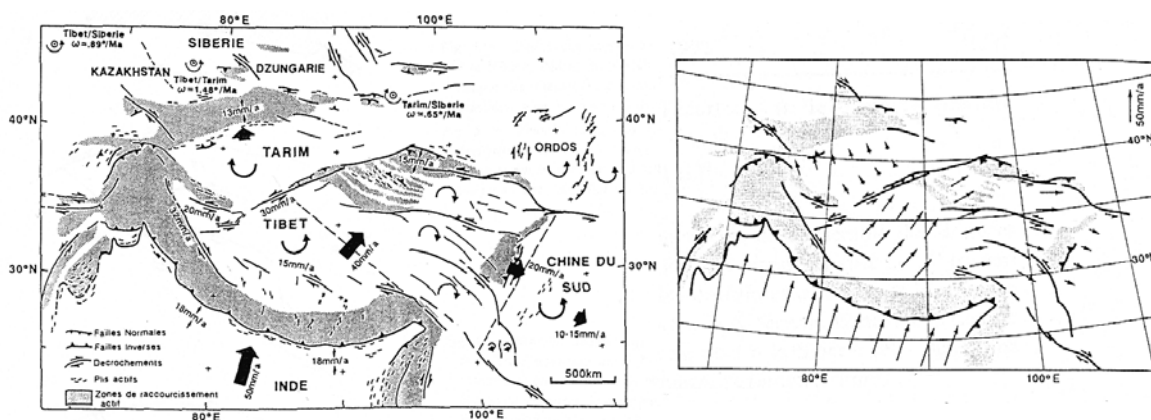 80°E
100°E
Tibet/Siberie
ω=.89°/Ma
SIBERIE
KAZAKHSTAN
DZUNGARIE
Tibet/Tarim
ω=1.48°/Ma
Tarim/Siberie
ω=.65°/Ma
13mm/a
40°N
40°N
TARIM
ORDOS
15mm/a
20mm/a
30mm/a
32mm/a
TIBET
15mm/a
40mm/a
30°N
30°N
CHINE DU
SUD
20mm/a
10-15mm/a
18mm/a
18mm/a
50mm/a
INDE
500km
Failles Normales
Failles Inverses
Decrochements
Plis actifs
Zones de raccourcissement
actif
80°E
100°E
50mm/a
40°N
30°N
80°E
100°E